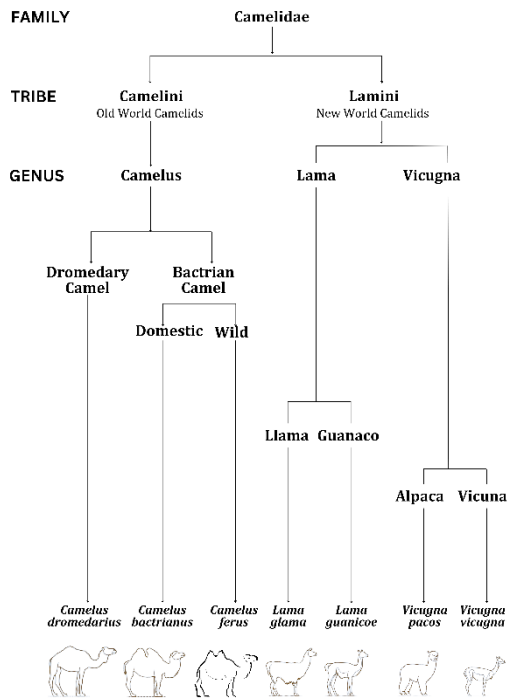 FAMILY Camelidae
TRIBE Camelini Lamini
Old World Camelids New World Camelids
GENUS Camelus Lama Vicugna
Dromedary Bactrian
Camel Camel
Domestic Wild
Llama Guanaco
Alpaca Vicuna
Camelus Camelus Camelus Lama Lama Vicugna Vicugna
dromedarius bactrianus ferus glama guanicoe pacos vicugna